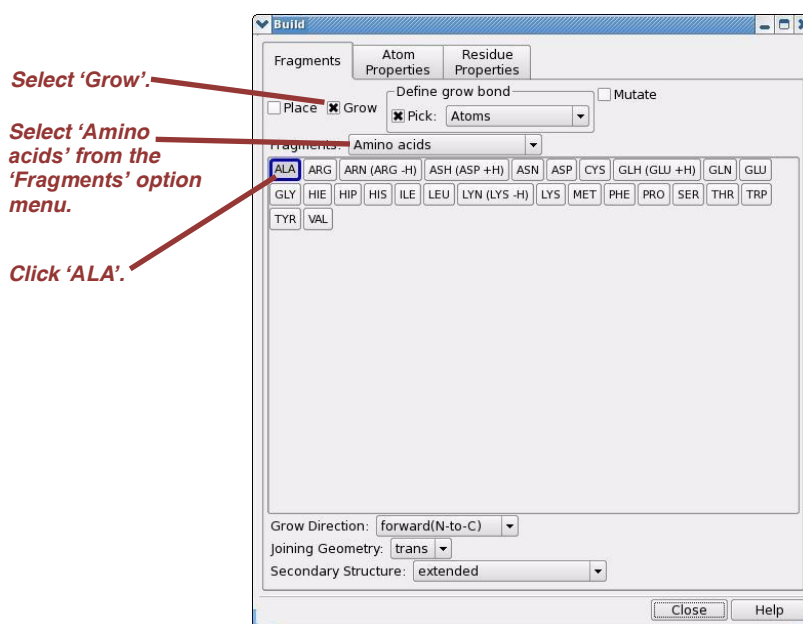 Build
Fragments
Atom
Properties
Residue
Properties
Select ‘Grow’.
Place Grow
Define grow bond
Pick: Atoms
Mutate
Select ‘Amino
acids’ from the
‘Fragments’ option
menu.
Fragments: Amino acids
ALA ARG ARN (ARG -H) ASH (ASP +H) ASN ASP CYS GLH (GLU +H) GLN GLU
GLY HIE HIP HIS ILE LEU LYN (LYS -H) LYS MET PHE PRO SER THR TRP
TYR VAL
Click ‘ALA’.
Grow Direction: forward(N-to-C)
Joining Geometry: trans
Secondary Structure: extended
Close Help